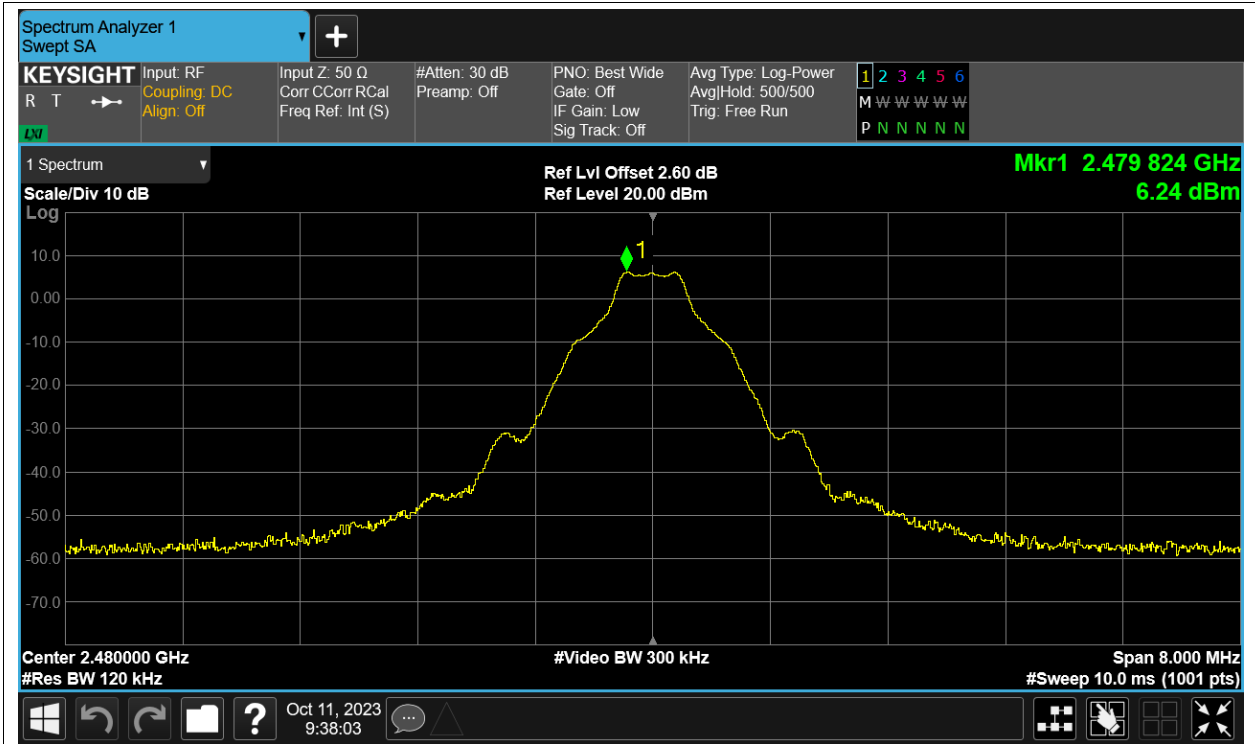 Spectrum Analyzer 1
Swept SA
KEYSIGHT
R T
LXI
Input: RF
Coupling: DC
Align: Off
Input Z: 50 Ω
Corr CCorr RCal
Freq Ref: Int (S)
#Atten: 30 dB
Preamp: Off
PNO: Best Wide
Gate: Off
IF Gain: Low
Sig Track: Off
Avg Type: Log-Power
Avg|Hold: 500/500
Trig: Free Run
1 2 3 4 5 6
M W W W W W
P N N N N N
1 Spectrum
Scale/Div 10 dB
Log
Ref Lvl Offset 2.60 dB
Ref Level 20.00 dBm
Mkr1 2.479 824 GHz
6.24 dBm
1
10.0
0.00
-10.0
-20.0
-30.0
-40.0
-50.0
-60.0
-70.0
Center 2.480000 GHz
#Res BW 120 kHz
#Video BW 300 kHz
Span 8.000 MHz
#Sweep 10.0 ms (1001 pts)
?
Oct 11, 2023
9:38:03